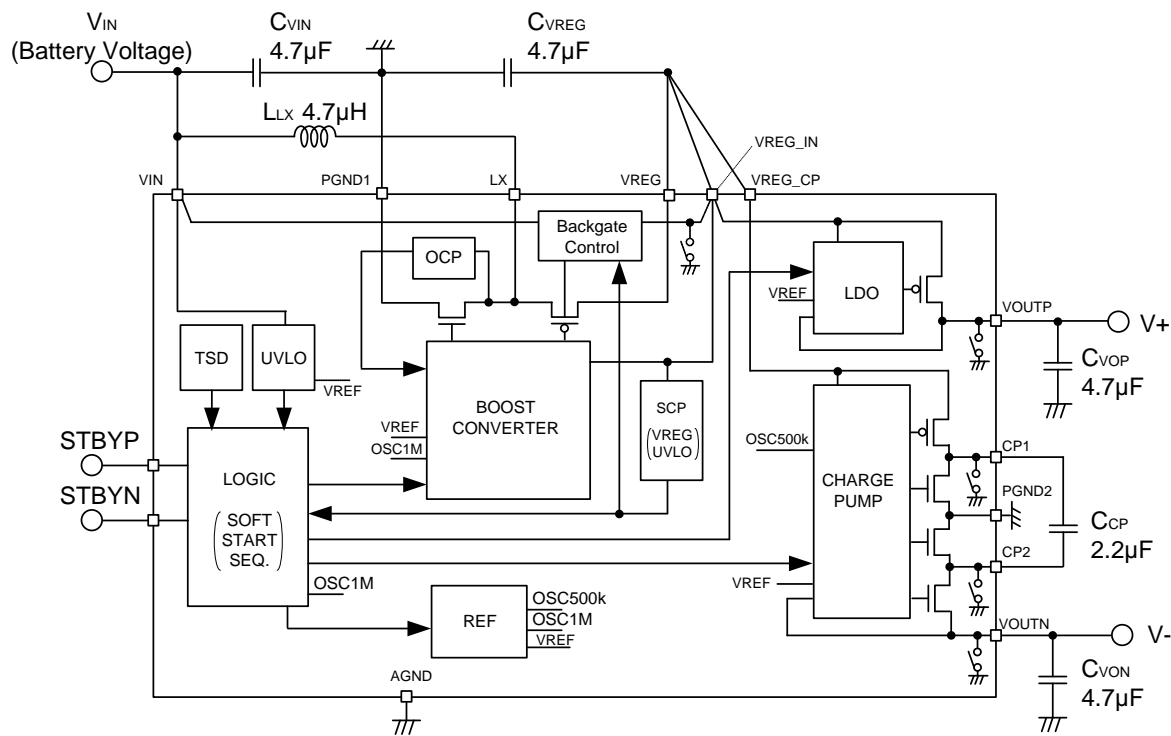 VIN
(Battery Voltage)
CVIN
4.7µF
CVREG
4.7µF
LLX 4.7µH
VREG_IN
VIN
PGND1
LX
VREG
VREG_CP
Backgate
Control
OCP
LDO
VREF
VOUTP
V+
CVOP
4.7µF
TSD
UVLO
VREF
BOOST
CONVERTER
VREF
OSC1M
SCP
(VREG
UVLO)
OSC500k
CHARGE
PUMP
VREF
CP1
PGND2
CP2
CCP
2.2µF
STBYP
STBYN
LOGIC
(SOFT
START
SEQ.)
OSC1M
REF
OSC500k
OSC1M
VREF
VOUTN
V-
CVON
4.7µF
AGND